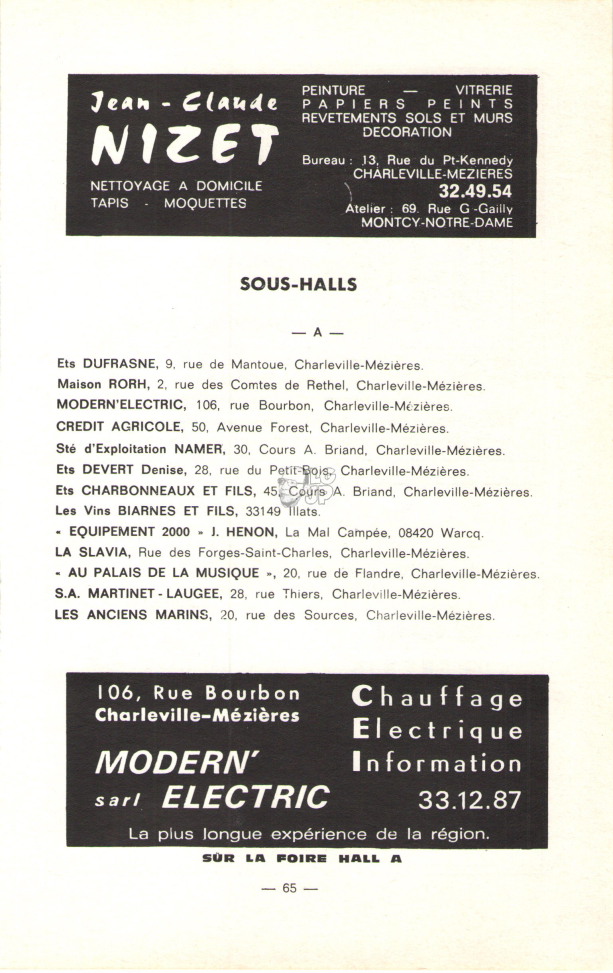 Jean - Claude
NIZET
NETTOYAGE A DOMICILE
TAPIS - MOQUETTES
PEINTURE — VITRERIE
PAPIERS PEINTS
REVETEMENTS SOLS ET MURS
DECORATION
Bureau : 13, Rue du Pt-Kennedy
CHARLEVILLE-MEZIERES
32.49.54
Atelier : 69. Rue G-Gailly
MONTCY-NOTRE-DAME
SOUS-HALLS
— A —
Ets DUFRASNE, 9, rue de Mantoue, Charleville-Mézières.
Maison RORH, 2, rue des Comtes de Rethel, Charleville-Mézières.
MODERN'ELECTRIC, 106, rue Bourbon, Charleville-Mézières.
CREDIT AGRICOLE, 50, Avenue Forest, Charleville-Mézières.
Sté d'Exploitation NAMER, 30, Cours A. Briand, Charleville-Mézières.
Ets DEVERT Denise, 28, rue du Petit-Bois, Charleville-Mézières.
Ets CHARBONNEAUX ET FILS, 45, Cours A. Briand, Charleville-Mézières.
Les Vins BIARNES ET FILS, 33149 Illats.
« EQUIPEMENT 2000 » J. HENON, La Mal Campée, 08420 Warcq.
LA SLAVIA, Rue des Forges-Saint-Charles, Charleville-Mézières.
« AU PALAIS DE LA MUSIQUE », 20, rue de Flandre, Charleville-Mézières.
S.A. MARTINET - LAUGEE, 28, rue Thiers, Charleville-Mézières.
LES ANCIENS MARINS, 20, rue des Sources, Charleville-Mézières.
106, Rue Bourbon
Charleville-Mézières
MODERN'
sarl ELECTRIC
Chauffage
Electrique
Information
33.12.87
La plus longue expérience de la région.
SÛR LA FOIRE HALL A
— 65 —